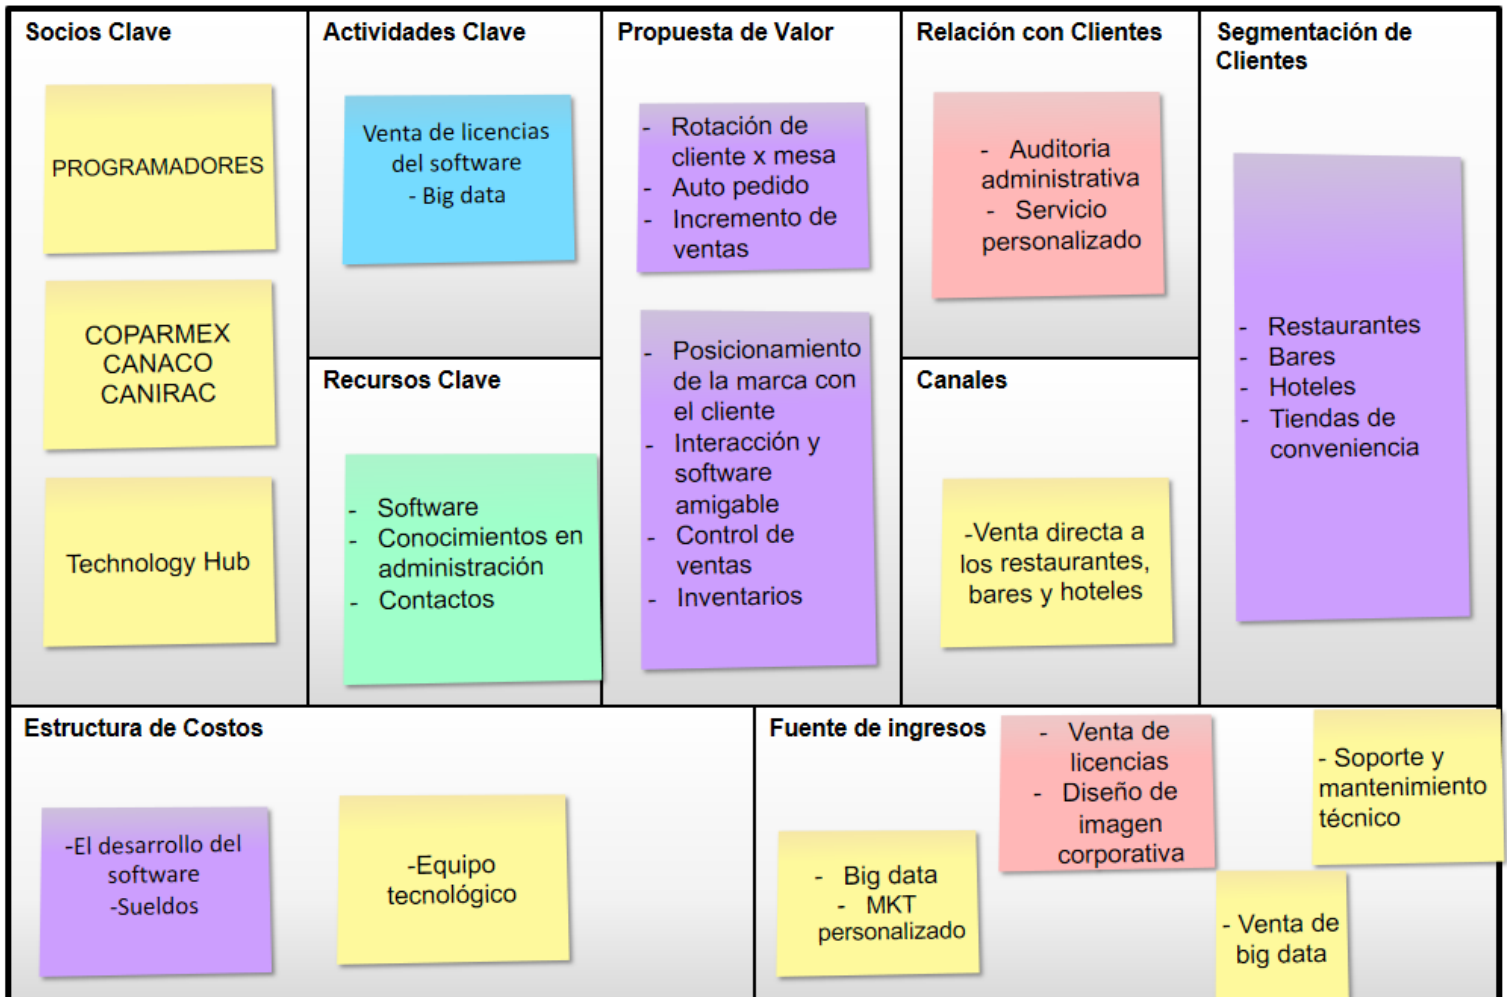 Socios Clave
PROGRAMADORES
COPARMEX
CANACO
CANIRAC
Technology Hub
Actividades Clave
Venta de licencias
del software
- Big data
Recursos Clave
- Software
- Conocimientos en
administración
- Contactos
Propuesta de Valor
- Rotación de
cliente x mesa
- Auto pedido
- Incremento de
ventas
- Posicionamiento
de la marca con
el cliente
- Interacción y
software
amigable
- Control de
ventas
- Inventarios
Relación con Clientes
- Auditoria
administrativa
- Servicio
personalizado
Canales
-Venta directa a
los restaurantes,
bares y hoteles
Segmentación de
Clientes
- Restaurantes
- Bares
- Hoteles
- Tiendas de
conveniencia
Estructura de Costos
-El desarrollo del
software
-Sueldos
-Equipo
tecnológico
Fuente de ingresos
- Big data
- MKT
personalizado
- Venta de
licencias
- Diseño de
imagen
corporativa
- Venta de
big data
- Soporte y
mantenimiento
técnico